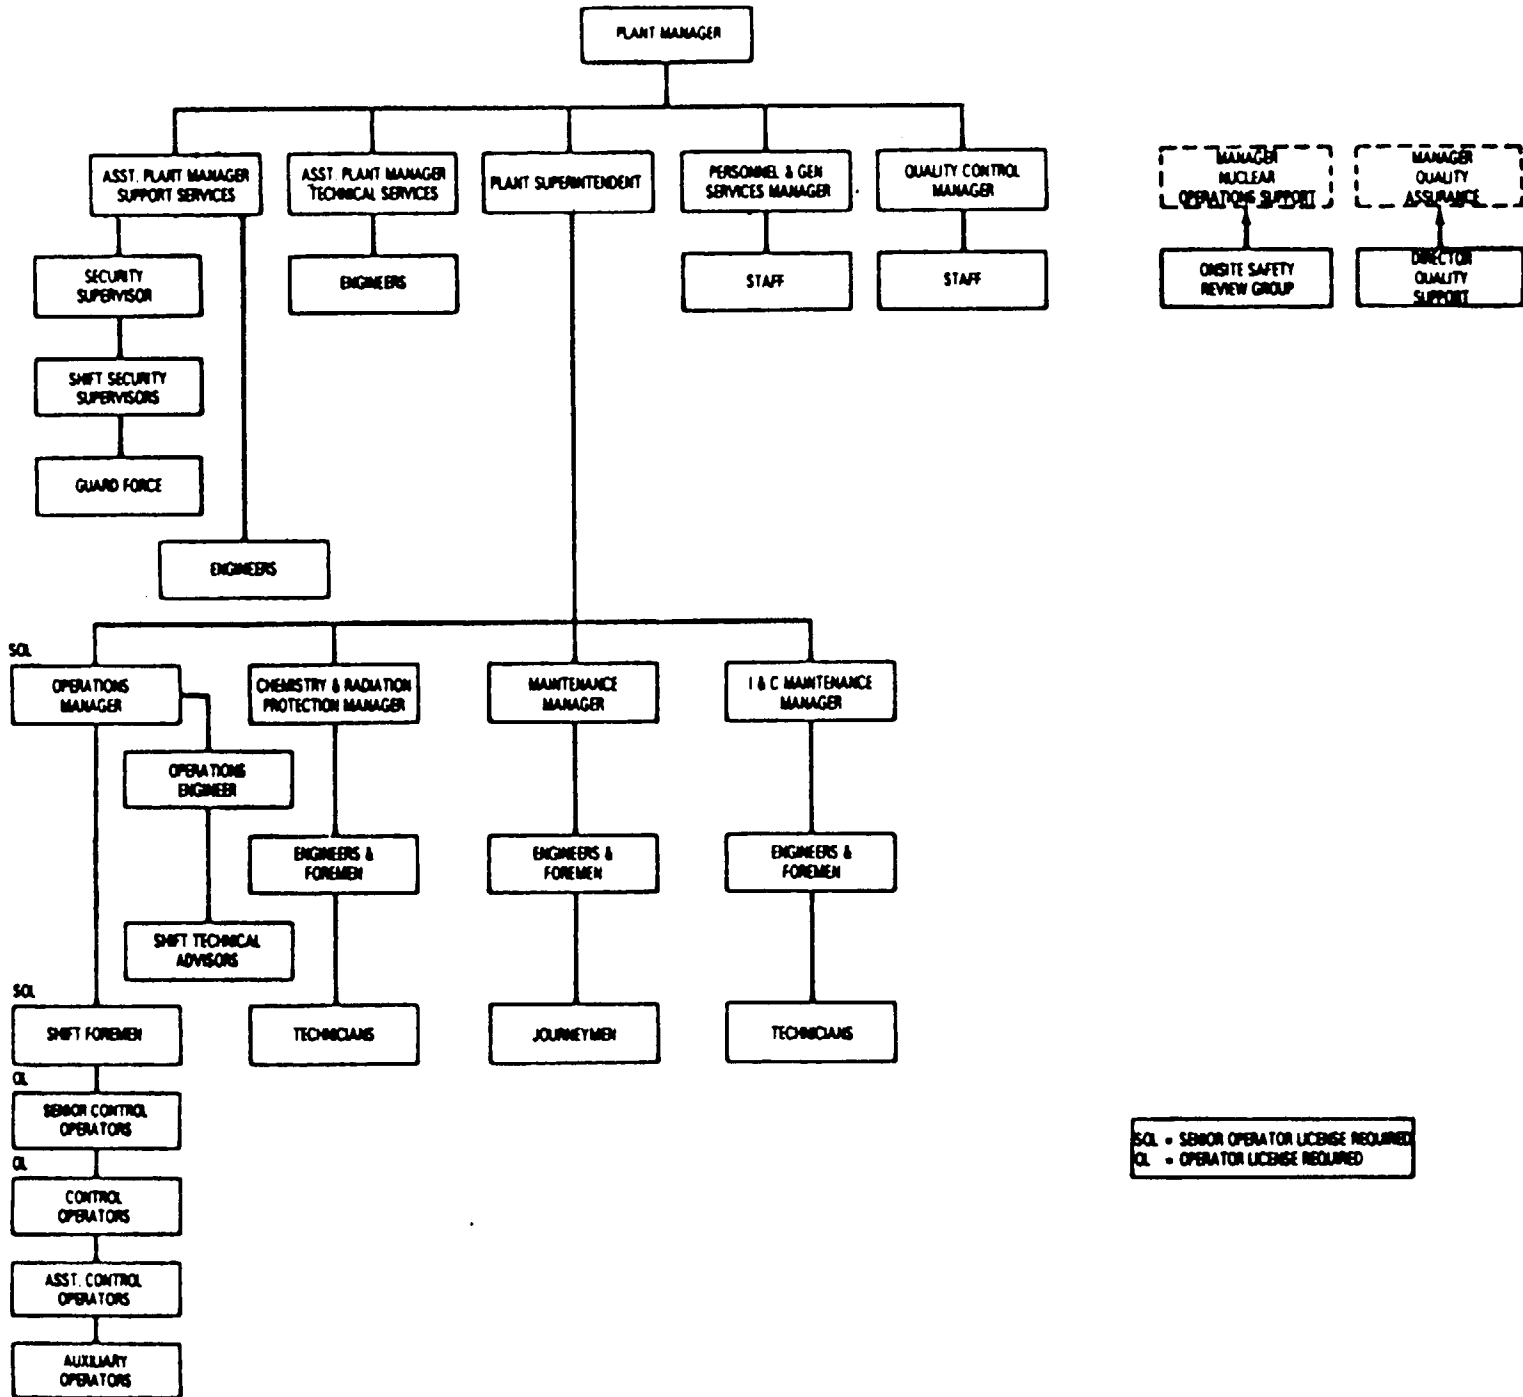 PLANT MANAGER
ASST. PLANT MANAGER
SUPPORT SERVICES
ASST. PLANT MANAGER
TECHNICAL SERVICES
PLANT SUPERINTENDENT
PERSONNEL & GEN
SERVICES MANAGER
QUALITY CONTROL
MANAGER
MANAGER
NUCLEAR
OPERATIONS SUPPORT
MANAGER
QUALITY
ASSURANCE
SECURITY
SUPERVISOR
ENGINEERS
STAFF
STAFF
ONSITE SAFETY
REVIEW GROUP
DIRECTOR
QUALITY
SUPPORT
SHIFT SECURITY
SUPERVISORS
GUARD FORCE
ENGINEERS
SOL
OPERATIONS
MANAGER
CHEMISTRY & RADIATION
PROTECTION MANAGER
MAINTENANCE
MANAGER
I & C MAINTENANCE
MANAGER
OPERATIONS
ENGINEER
ENGINEERS &
FOREMEN
ENGINEERS &
FOREMEN
ENGINEERS &
FOREMEN
SHIFT TECHNICAL
ADVISORS
SOL
SHIFT FOREMEN
TECHNICIANS
JOURNEYMEN
TECHNICIANS
OL
SENIOR CONTROL
OPERATORS
OL
CONTROL
OPERATORS
ASST. CONTROL
OPERATORS
AUXILIARY
OPERATORS
SOL = SENIOR OPERATOR LICENSE REQUIRED
OL = OPERATOR LICENSE REQUIRED